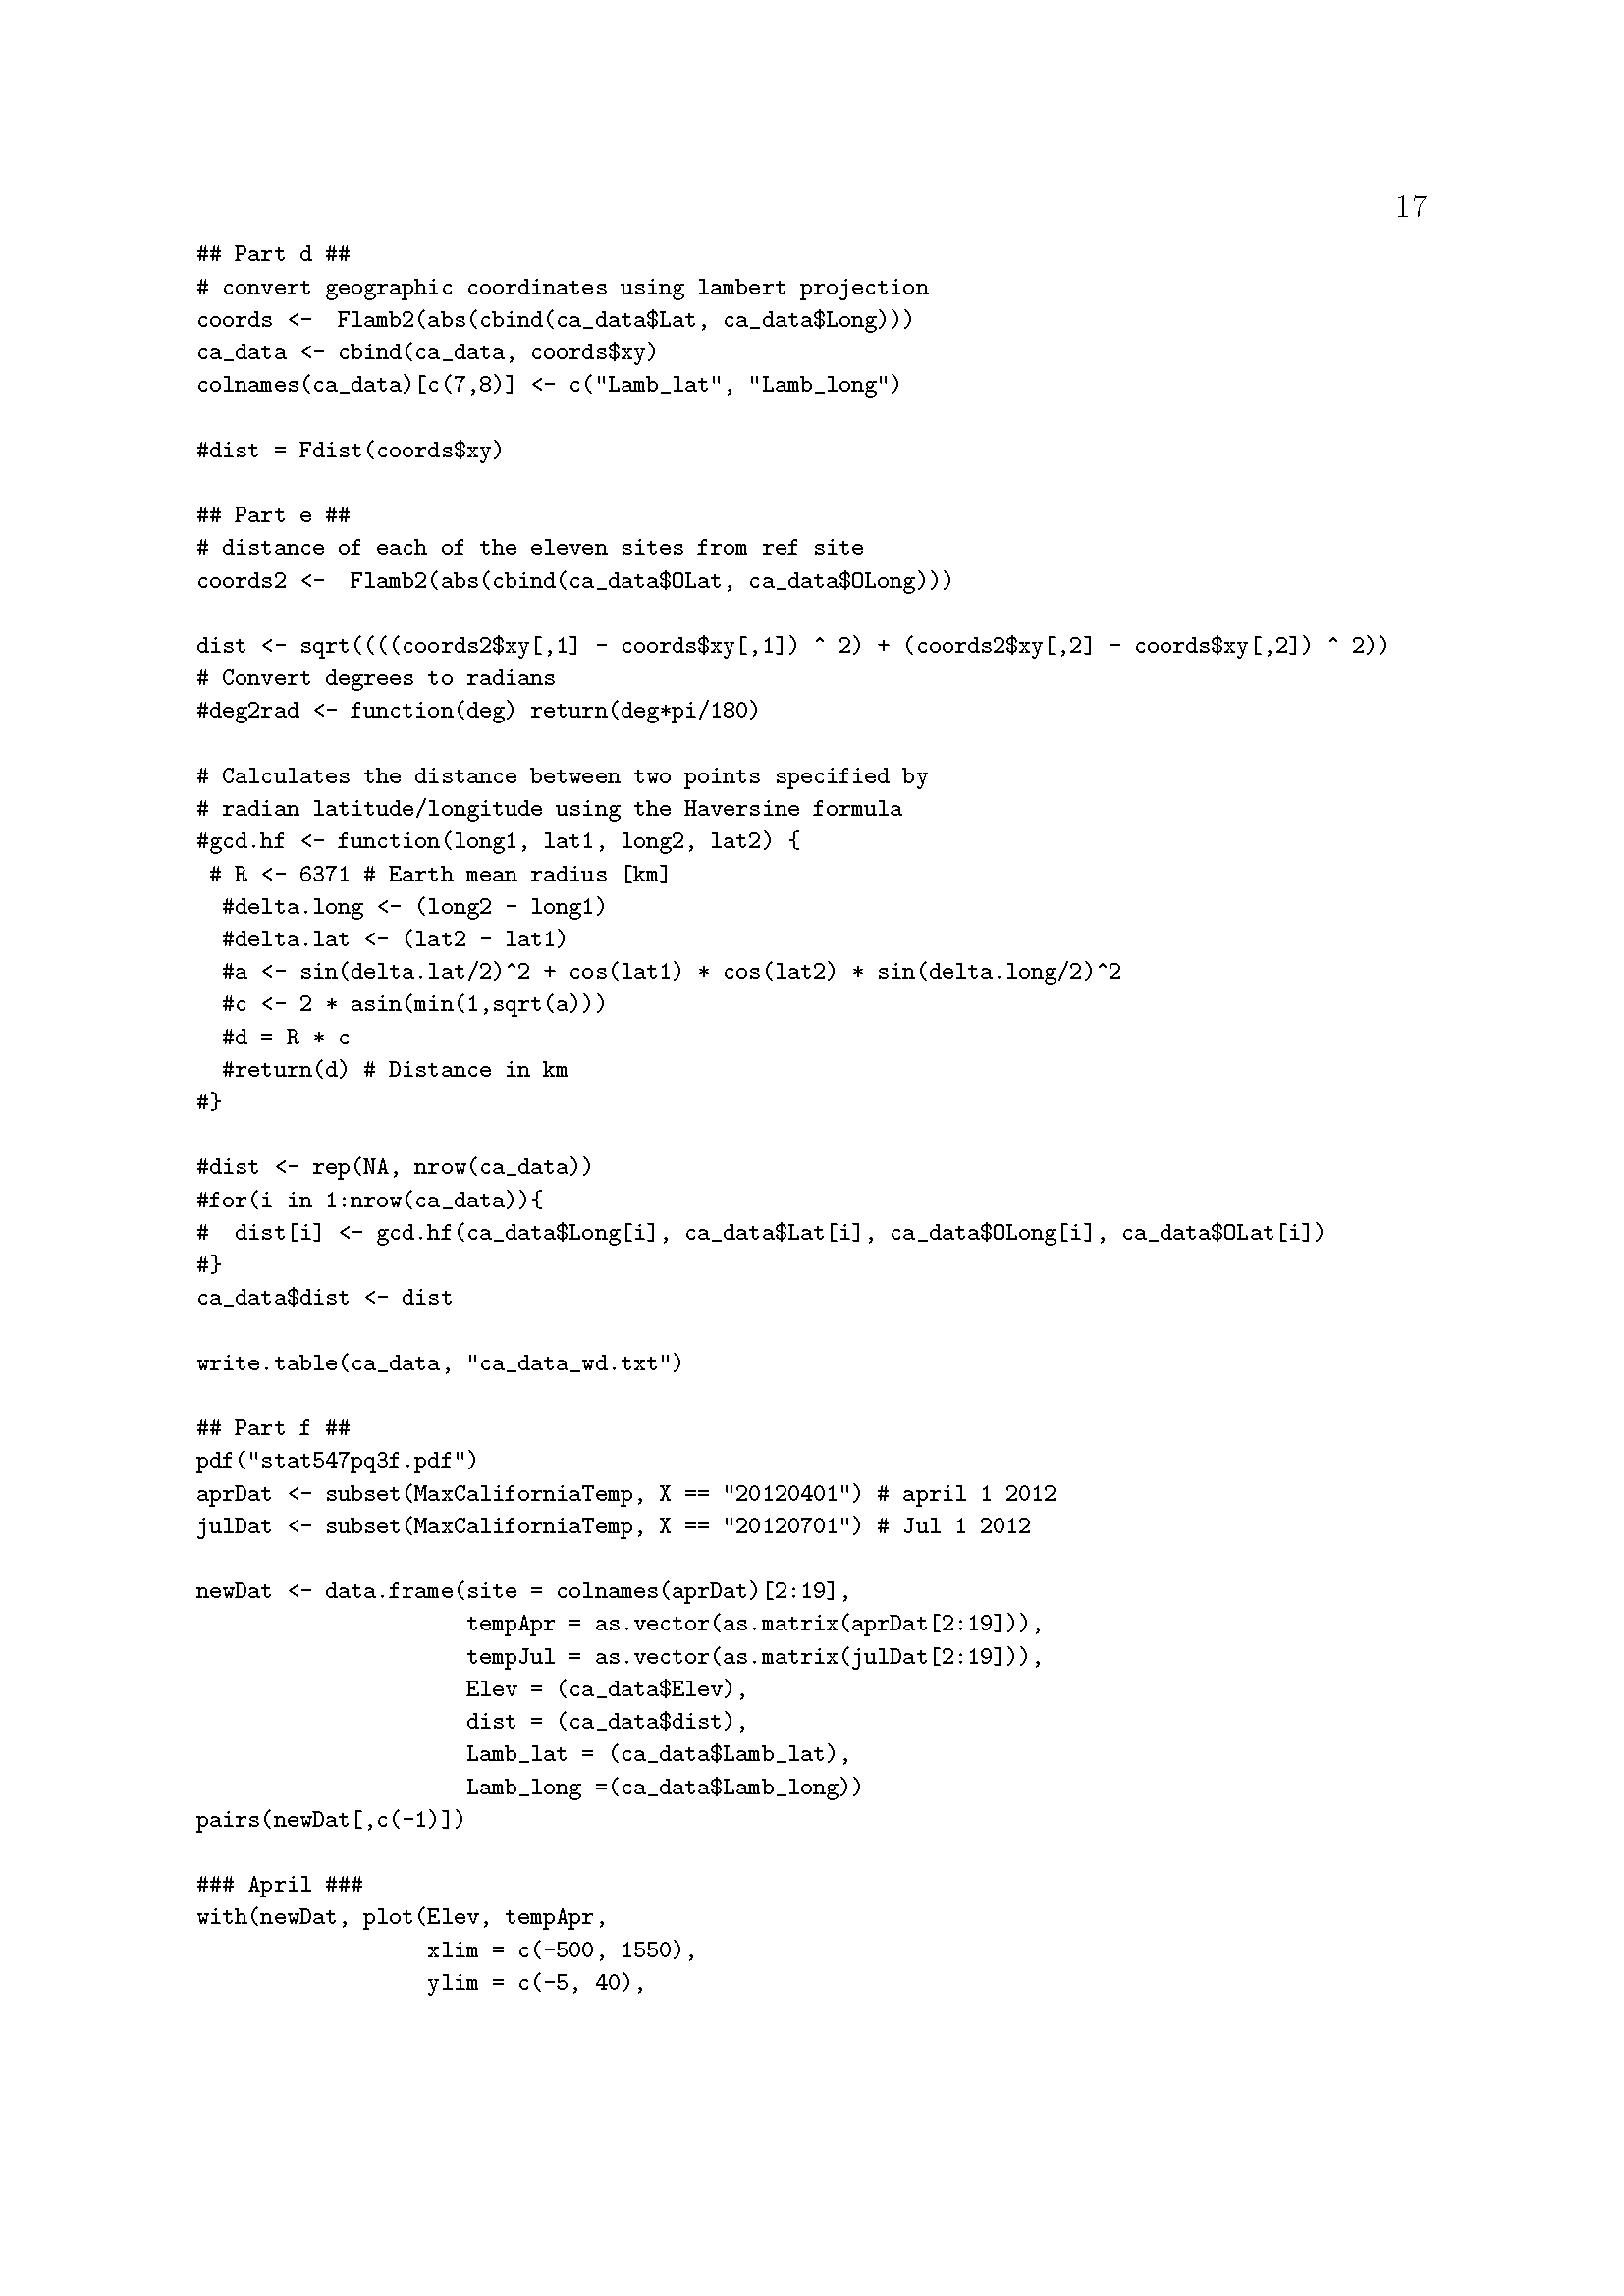 17
## Part d ##
# convert geographic coordinates using lambert projection
coords <-  Flamb2(abs(cbind(ca_data$Lat, ca_data$Long)))
ca_data <- cbind(ca_data, coords$xy)
colnames(ca_data)[c(7,8)] <- c("Lamb_lat", "Lamb_long")

#dist = Fdist(coords$xy)

## Part e ##
# distance of each of the eleven sites from ref site
coords2 <-  Flamb2(abs(cbind(ca_data$OLat, ca_data$OLong)))

dist <- sqrt((((coords2$xy[,1] - coords$xy[,1]) ^ 2) + (coords2$xy[,2] - coords$xy[,2]) ^ 2))
# Convert degrees to radians
#deg2rad <- function(deg) return(deg*pi/180)

# Calculates the distance between two points specified by
# radian latitude/longitude using the Haversine formula
#gcd.hf <- function(long1, lat1, long2, lat2) {
 # R <- 6371 # Earth mean radius [km]
  #delta.long <- (long2 - long1)
  #delta.lat <- (lat2 - lat1)
  #a <- sin(delta.lat/2)^2 + cos(lat1) * cos(lat2) * sin(delta.long/2)^2
  #c <- 2 * asin(min(1,sqrt(a)))
  #d = R * c
  #return(d) # Distance in km
#}

#dist <- rep(NA, nrow(ca_data))
#for(i in 1:nrow(ca_data)){
#  dist[i] <- gcd.hf(ca_data$Long[i], ca_data$Lat[i], ca_data$OLong[i], ca_data$OLat[i])
#}
ca_data$dist <- dist

write.table(ca_data, "ca_data_wd.txt")

## Part f ##
pdf("stat547pq3f.pdf")
aprDat <- subset(MaxCaliforniaTemp, X == "20120401") # april 1 2012
julDat <- subset(MaxCaliforniaTemp, X == "20120701") # Jul 1 2012

newDat <- data.frame(site = colnames(aprDat)[2:19],
                     tempApr = as.vector(as.matrix(aprDat[2:19])),
                     tempJul = as.vector(as.matrix(julDat[2:19])),
                     Elev = (ca_data$Elev),
                     dist = (ca_data$dist),
                     Lamb_lat = (ca_data$Lamb_lat),
                     Lamb_long =(ca_data$Lamb_long))
pairs(newDat[,c(-1)])

### April ###
with(newDat, plot(Elev, tempApr,
                  xlim = c(-500, 1550),
                  ylim = c(-5, 40),